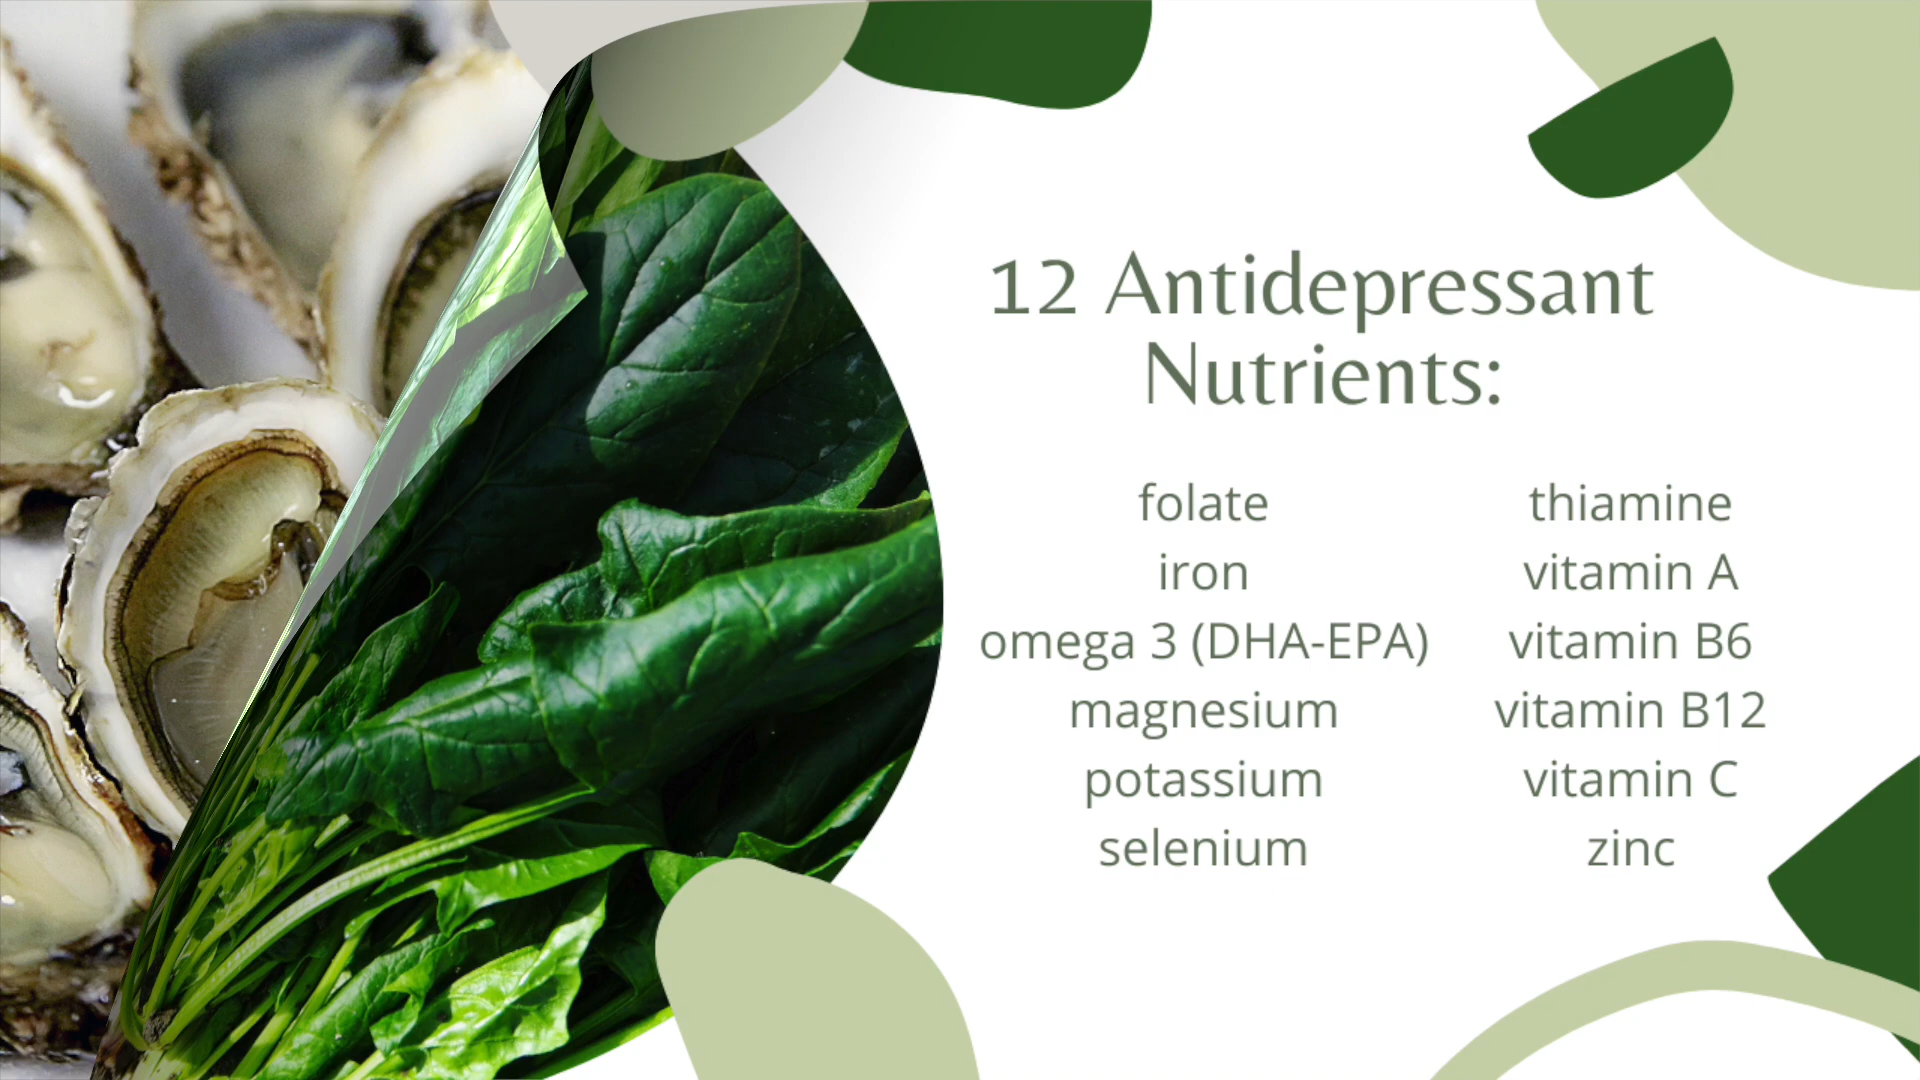 12 Antidepressant
Nutrients:
folate
iron
omega 3 (DHA-EPA)
magnesium
potassium
selenium
thiamine
vitamin A
vitamin B6
vitamin B12
vitamin C
zinc